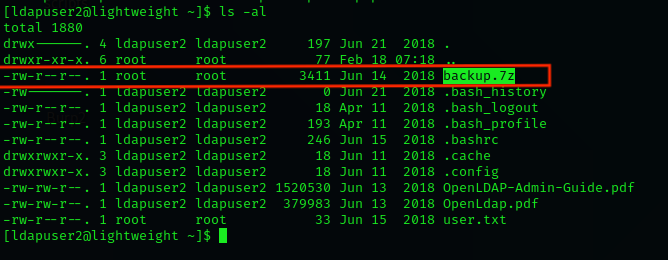 [ldapuser2@lightweight ~]$ ls -al
total 1880
drwx------. 4 ldapuser2 ldapuser2 197 Jun 21 2018 .
drwxr-xr-x. 6 root root 77 Feb 18 07:18 ..
-rw-r--r--. 1 root root 3411 Jun 14 2018 backup.7z
-rw-------. 1 ldapuser2 ldapuser2 0 Jun 21 2018 .bash_history
-rw-r--r--. 1 ldapuser2 ldapuser2 18 Apr 11 2018 .bash_logout
-rw-r--r--. 1 ldapuser2 ldapuser2 193 Apr 11 2018 .bash_profile
-rw-r--r--. 1 ldapuser2 ldapuser2 246 Jun 15 2018 .bashrc
drwxrwxr-x. 3 ldapuser2 ldapuser2 18 Jun 11 2018 .cache
drwxrwxr-x. 3 ldapuser2 ldapuser2 18 Jun 11 2018 .config
-rw-rw-r--. 1 ldapuser2 ldapuser2 1520530 Jun 13 2018 OpenLDAP-Admin-Guide.pdf
-rw-rw-r--. 1 ldapuser2 ldapuser2 379983 Jun 13 2018 OpenLdap.pdf
-rw-r--r--. 1 root root 33 Jun 15 2018 user.txt
[ldapuser2@lightweight ~]$